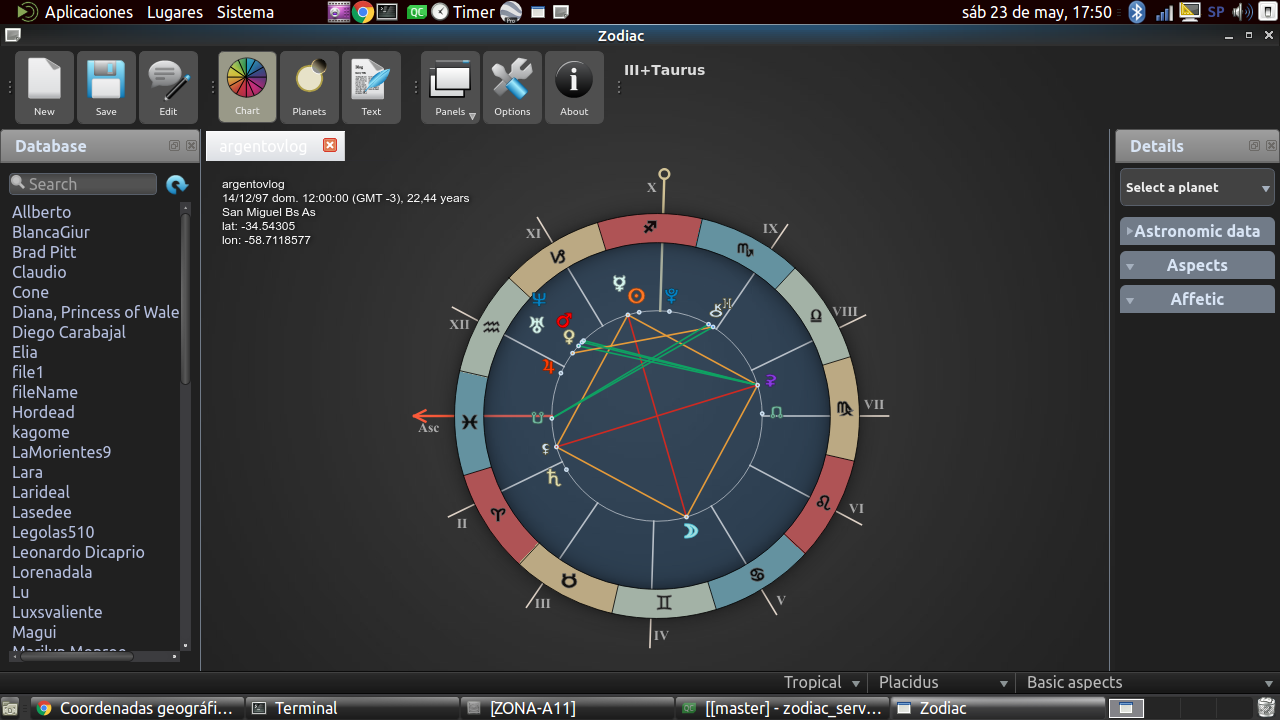 Aplicaciones Lugares Sistema QC Timer Pro sáb 23 de may, 17:50 SP
Zodiac
New Save Edit Chart Planets Text Panels Options About III+Taurus
Database
argentovlog
Details
Search
Select a planet
Astronomic data
Aspects
Affetic
Allberto
BlancaGiur
Brad Pitt
Claudio
Cone
Diana, Princess of Wale
Diego Carabajal
Elia
file1
fileName
Hordead
kagome
LaMorientes9
Lara
Larideal
Lasedee
Legolas510
Leonardo Dicaprio
Lorenadala
Lu
Luxsvaliente
Magui
Marilyn Monroe
argentovlog
14/12/97 dom. 12:00:00 (GMT -3), 22,44 years
San Miguel Bs As
lat: -34.54305
lon: -58.7118577
X
XI
IX
XII
VIII
Asc
VII
II
VI
III
V
IV
Tropical Placidus Basic aspects
Coordenadas geográfi... Terminal [ZONA-A11] [[master] - zodiac_serv... Zodiac